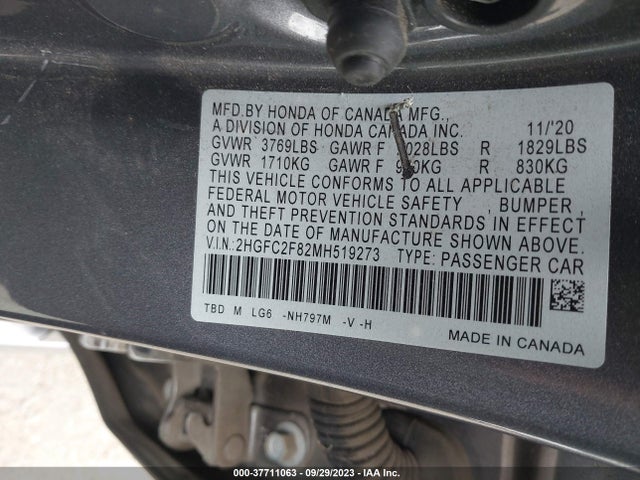 MFD.BY HONDA OF CANADA MFG.,
A DIVISION OF HONDA CANADA INC. 11/'20
GVWR 3769LBS GAWR F 028LBS R 1829LBS
GVWR 1710KG GAWR F 0KG R 830KG
THIS VEHICLE CONFORMS TO ALL APPLICABLE
FEDERAL MOTOR VEHICLE SAFETY , BUMPER ,
AND THEFT PREVENTION STANDARDS IN EFFECT
ON THE DATE OF MANUFACTURE SHOWN ABOVE.
V.I.N.:2HGFC2F82MH519273 TYPE: PASSENGER CAR
TBD M LG6 -NH797M -V -H
MADE IN CANADA
000-37711063 - 09/29/2023 - IAA Inc.